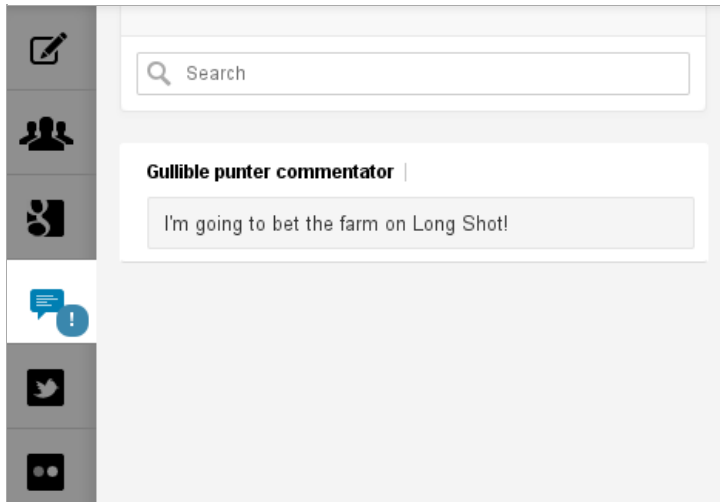 Search
Gullible punter commentator
I'm going to bet the farm on Long Shot!
!